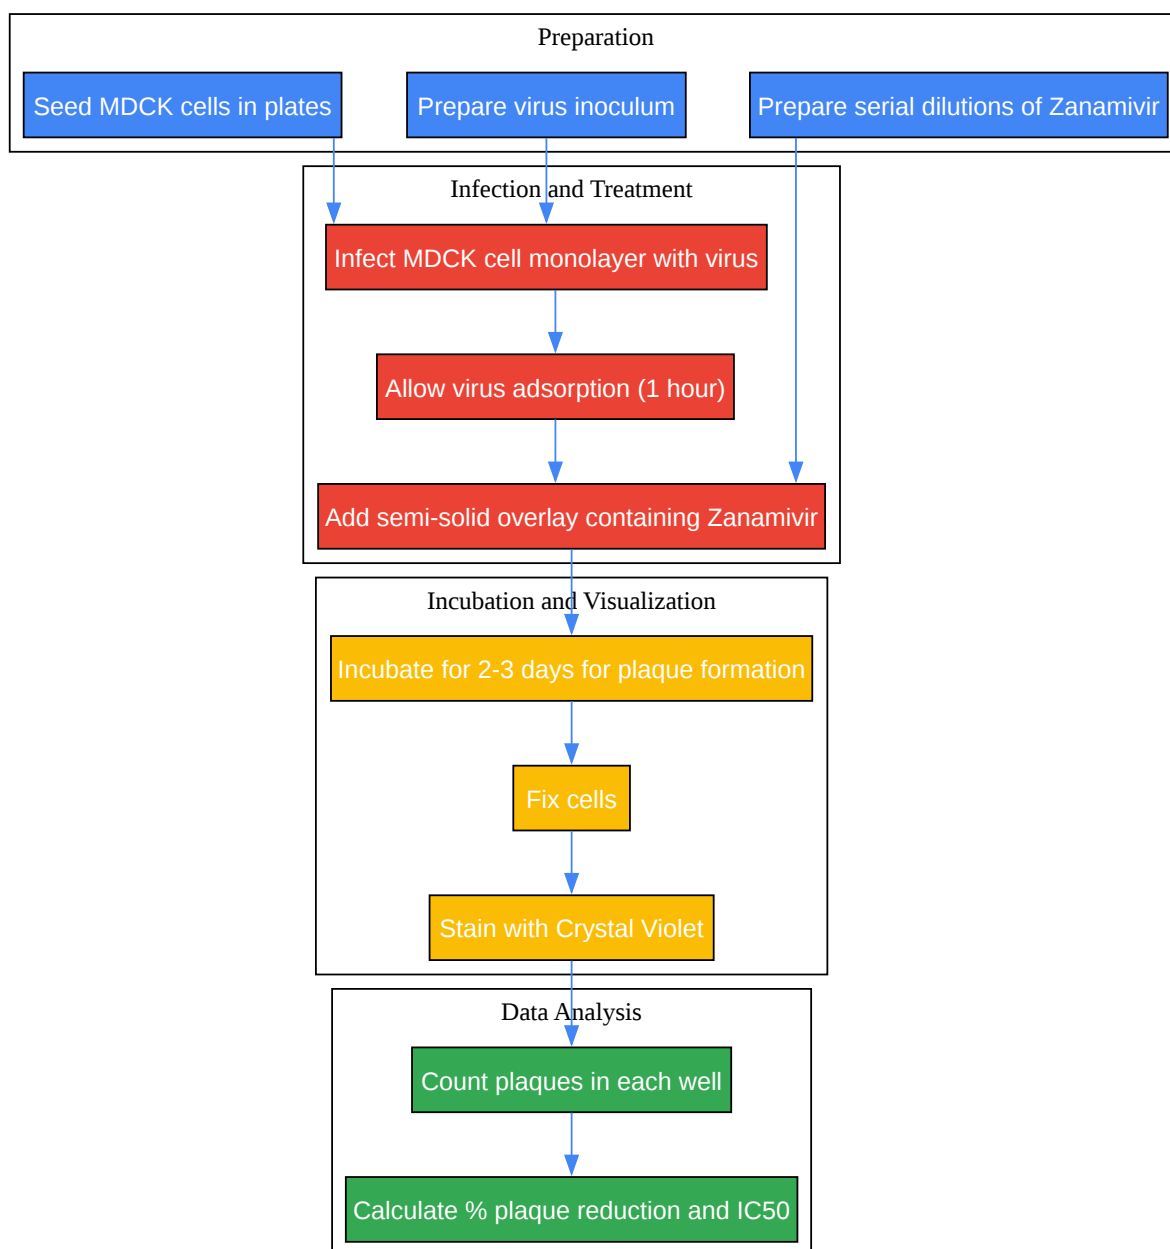 Preparation
Seed MDCK cells in plates
Prepare virus inoculum
Prepare serial dilutions of Zanamivir
Infection and Treatment
Infect MDCK cell monolayer with virus
Allow virus adsorption (1 hour)
Add semi-solid overlay containing Zanamivir
Incubation and Visualization
Incubate for 2-3 days for plaque formation
Fix cells
Stain with Crystal Violet
Data Analysis
Count plaques in each well
Calculate % plaque reduction and IC50